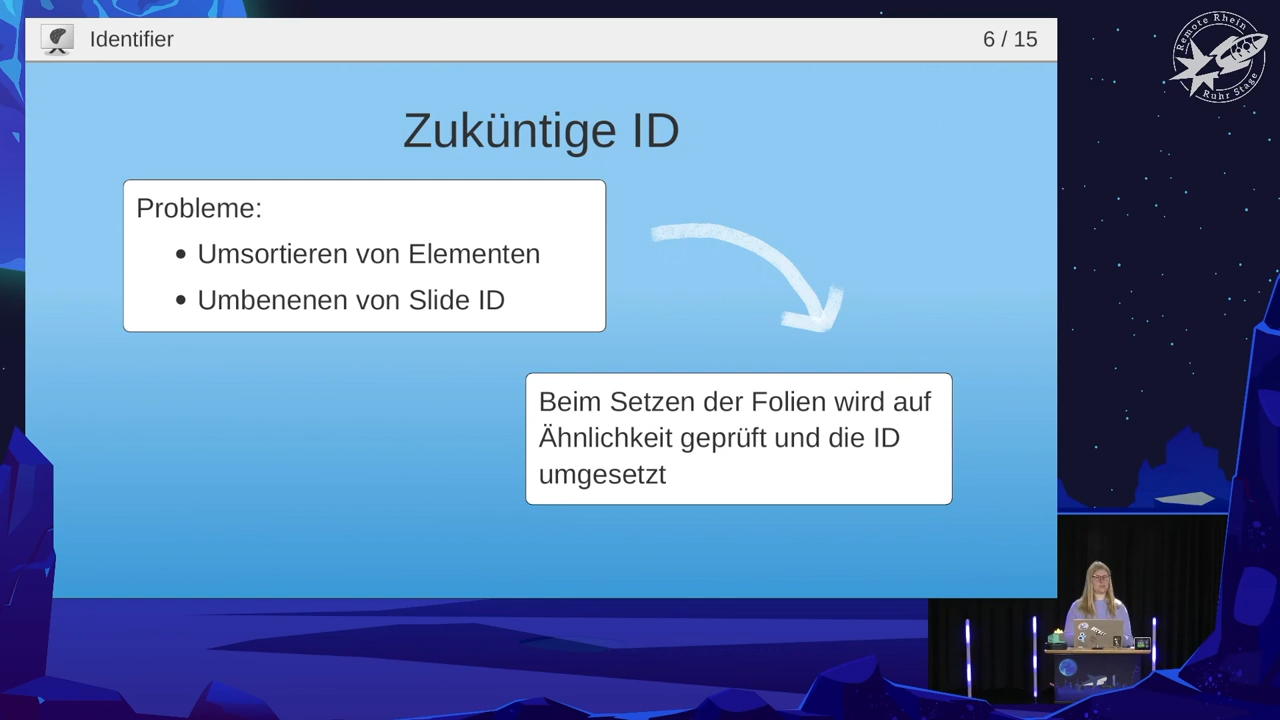 Identifier
6 / 15
Remote Rhein
Ruhr Stage
Zuküntige ID
Probleme:
• Umsortieren von Elementen
• Umbenenen von Slide ID
Beim Setzen der Folien wird auf
Ähnlichkeit geprüft und die ID
umgesetzt